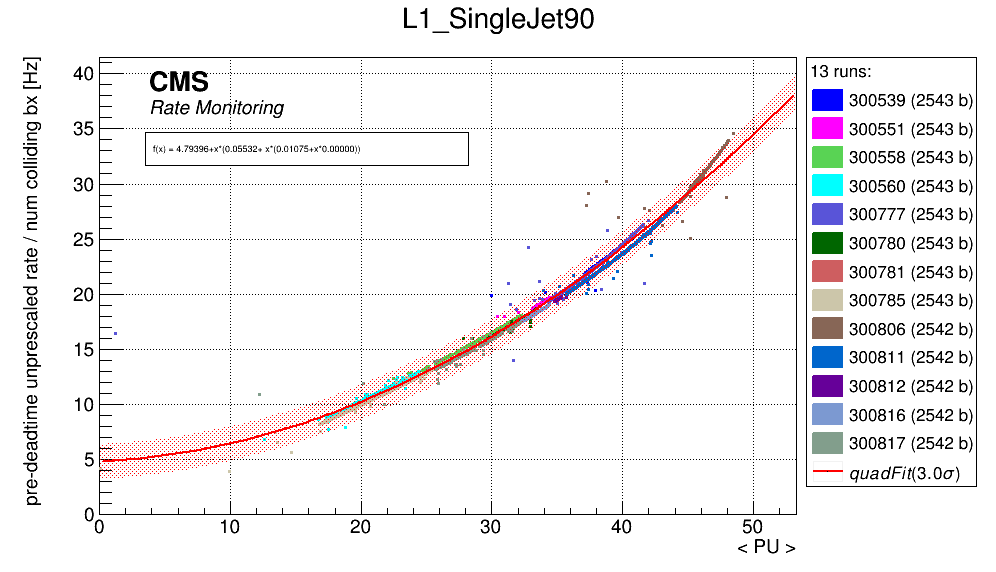 L1_SingleJet90
pre-deadtime unprescaled rate / num colliding bx [Hz]
CMS
Rate Monitoring
f(x) = 4.79396+x*(0.05532+ x*(0.01075+x*0.00000))
40
35
30
25
20
15
10
5
0
0 10 20 30 40 50
< PU >
13 runs:
300539 (2543 b)
300551 (2543 b)
300558 (2543 b)
300560 (2543 b)
300777 (2543 b)
300780 (2543 b)
300781 (2543 b)
300785 (2543 b)
300806 (2542 b)
300811 (2542 b)
300812 (2542 b)
300816 (2542 b)
300817 (2542 b)
quadFit(3.0σ)